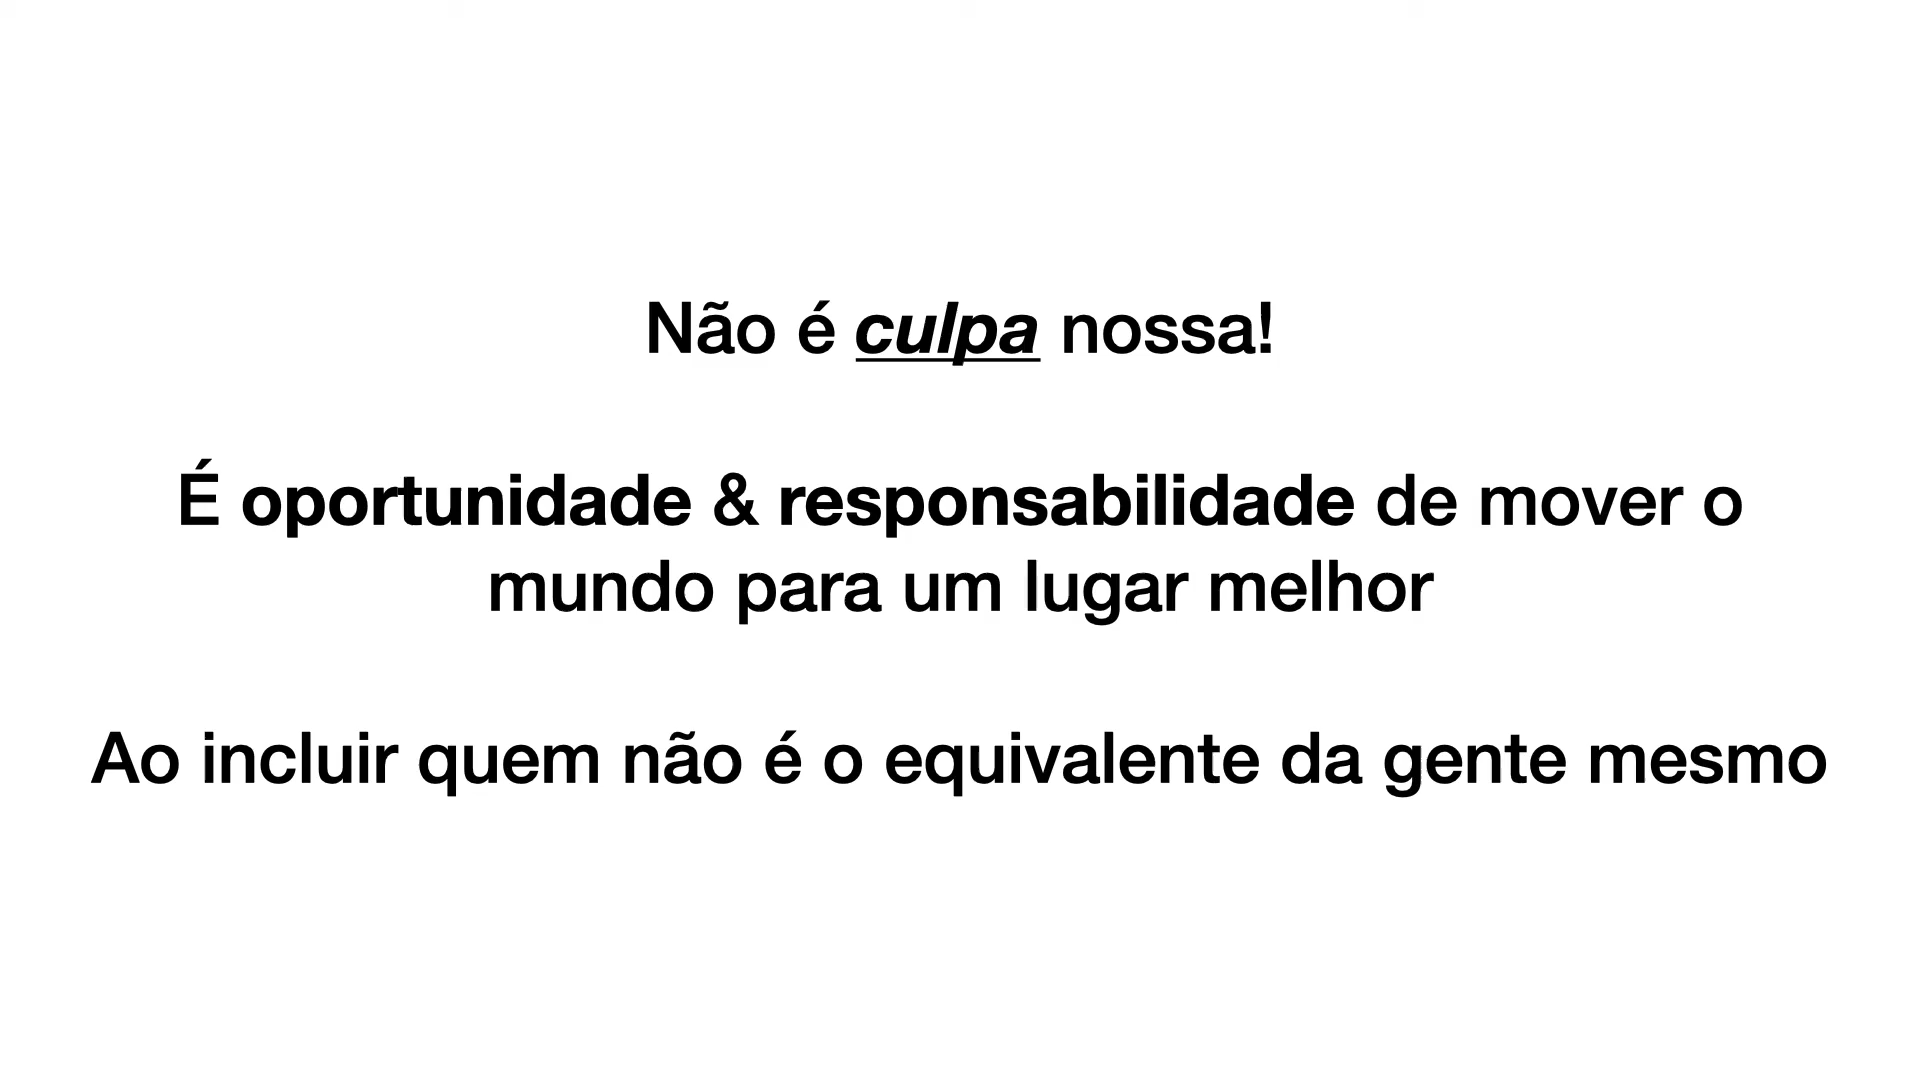 Não é culpa nossa!
É oportunidade & responsabilidade de mover o
mundo para um lugar melhor
Ao incluir quem não é o equivalente da gente mesmo